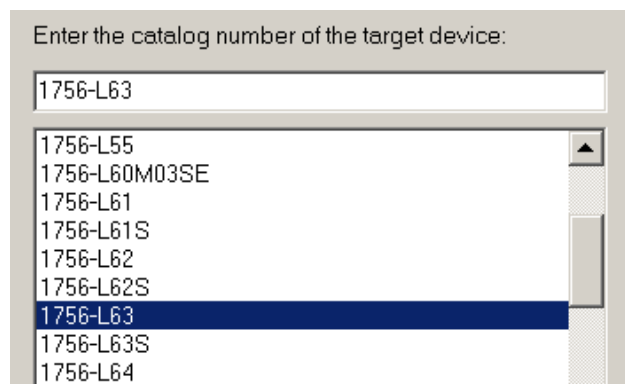 Enter the catalog number of the target device:
1756-L63
1756-L55
1756-L60M03SE
1756-L61
1756-L61S
1756-L62
1756-L62S
1756-L63
1756-L63S
1756-L64